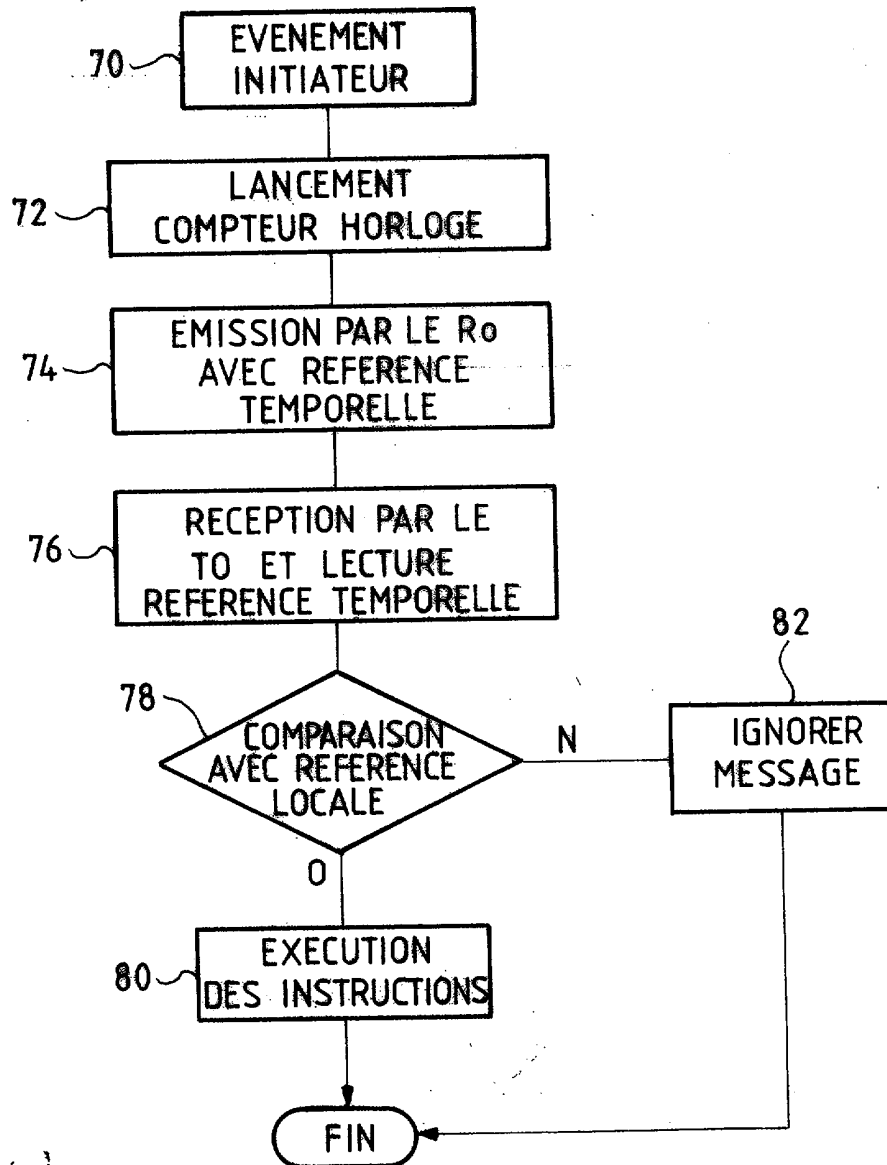 70
EVENEMENT
INITIATEUR
72
LANCEMENT
COMPTEUR HORLOGE
74
EMISSION PAR LE Ro
AVEC REFERENCE
TEMPORELLE
76
RECEPTION PAR LE
TO ET LECTURE
REFERENCE TEMPORELLE
78
COMPARAISON
AVEC REFERENCE
LOCALE
N
82
IGNORER
MESSAGE
O
80
EXECUTION
DES INSTRUCTIONS
FIN